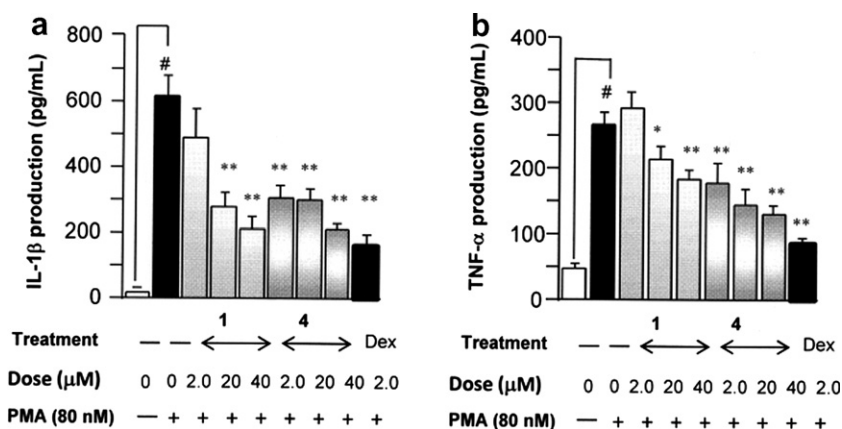 a
IL-1β production (pg/mL)
800
600
400
200
0
#
** ** ** ** ** **
1 4
Treatment — — Dex
Dose (µM) 0 0 2.0 20 40 2.0 20 40 2.0
PMA (80 nM) — + + + + + + + +
b
TNF-α production (pg/mL)
400
300
200
100
0
#
* ** ** ** ** **
1 4
Treatment — — Dex
Dose (µM) 0 0 2.0 20 40 2.0 20 40 2.0
PMA (80 nM) — + + + + + + + +